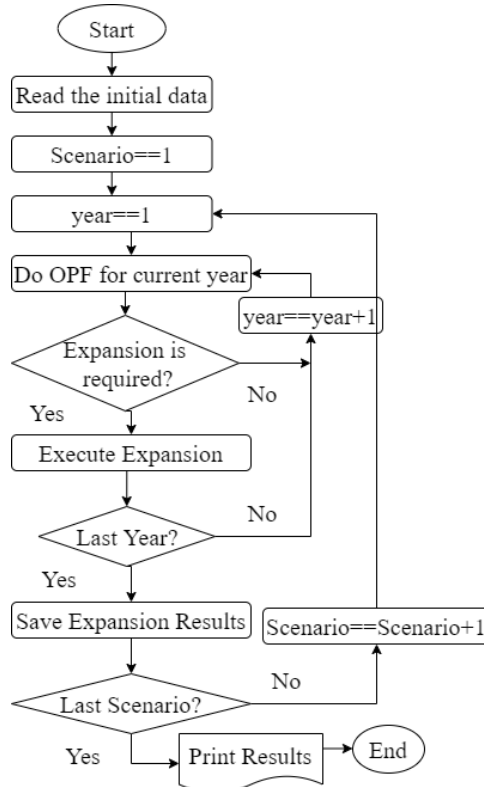 Start
Read the initial data
Scenario==1
year==1
Do OPF for current year
year==year+1
Expansion is
required?
No
Yes
Execute Expansion
No
Last Year?
Yes
Save Expansion Results
Scenario==Scenario+1
No
Last Scenario?
Yes
Print Results
End